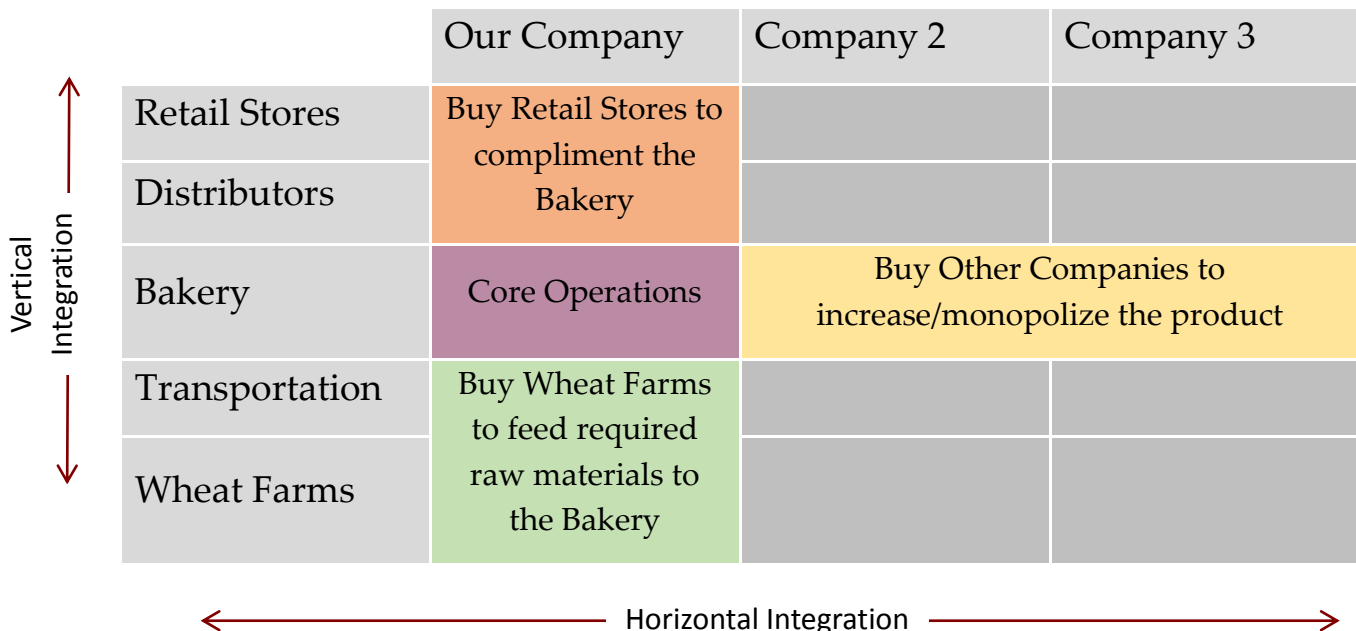 Our Company
Company 2
Company 3
Retail Stores
Buy Retail Stores to
compliment the
Bakery
Distributors
Vertical
Integration
Bakery
Core Operations
Buy Other Companies to
increase/monopolize the product
Transportation
Buy Wheat Farms
to feed required
raw materials to
the Bakery
Wheat Farms
Horizontal Integration